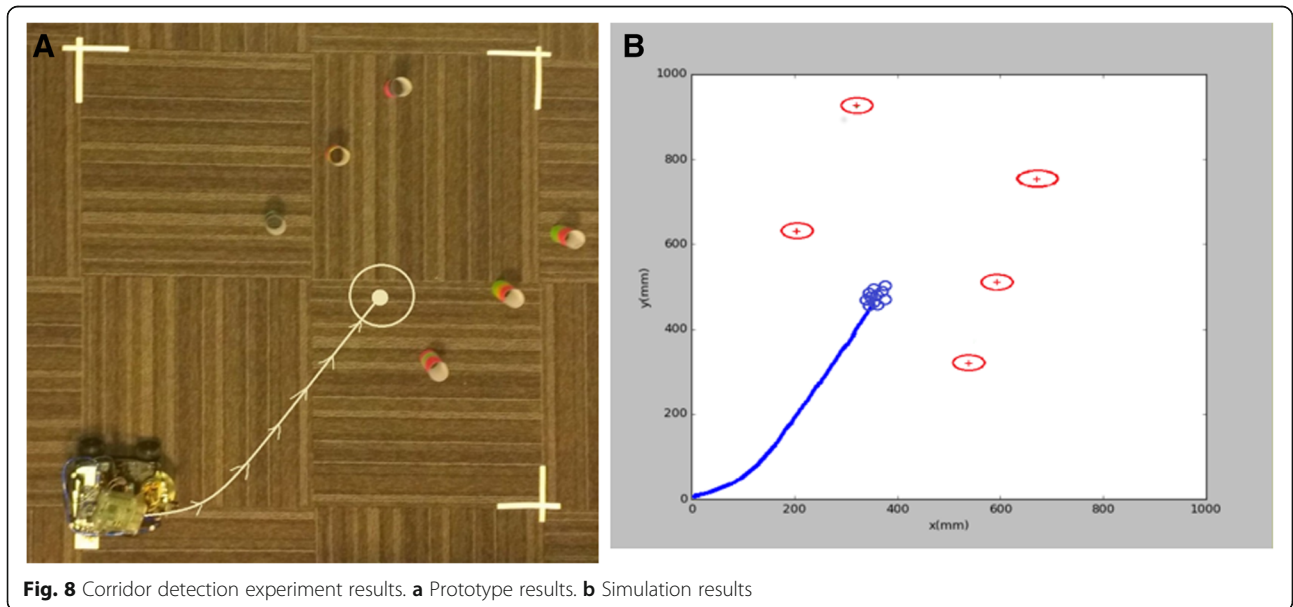 A
B
1000
800
600
400
200
0
y(mm)
0 200 400 600 800 1000
x(mm)
Fig. 8 Corridor detection experiment results. a Prototype results. b Simulation results